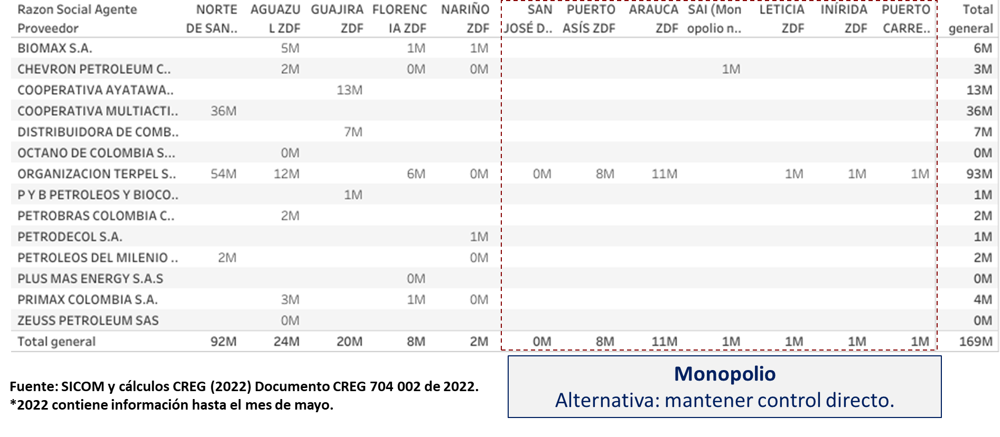 Razon Social Agente NORTE AGUAZU GUAJIRA FLORENC NARIÑO SAN PUERTO ARAUCA SAI (Mon LETICIA INÍRIDA PUERTO Total
Proveedor DE SAN.. L ZDF ZDF IA ZDF ZDF JOSÉ D.. ASÍS ZDF ZDF opolio n.. ZDF ZDF CARRE.. general
BIOMAX S.A. 5M 1M 1M 6M
CHEVRON PETROLEUM C.. 2M 0M 0M 1M 3M
COOPERATIVA AYATAWA.. 13M 13M
COOPERATIVA MULTIACTI.. 36M 36M
DISTRIBUIDORA DE COMB.. 7M 7M
OCTANO DE COLOMBIA S... 0M 0M
ORGANIZACION TERPEL S.. 54M 12M 6M 0M 0M 8M 11M 1M 1M 1M 93M
P Y B PETROLEOS Y BIOCO.. 1M 1M
PETROBRAS COLOMBIA C.. 2M 2M
PETRODECOL S.A. 1M 1M
PETROLEOS DEL MILENIO .. 2M 0M 2M
PLUS MAS ENERGY S.A.S 0M 0M
PRIMAX COLOMBIA S.A. 3M 1M 0M 4M
ZEUSS PETROLEUM SAS 0M 0M
Total general 92M 24M 20M 8M 2M 0M 8M 11M 1M 1M 1M 1M 169M
Monopolio
Alternativa: mantener control directo.
Fuente: SICOM y cálculos CREG (2022) Documento CREG 704 002 de 2022.
*2022 contiene información hasta el mes de mayo.